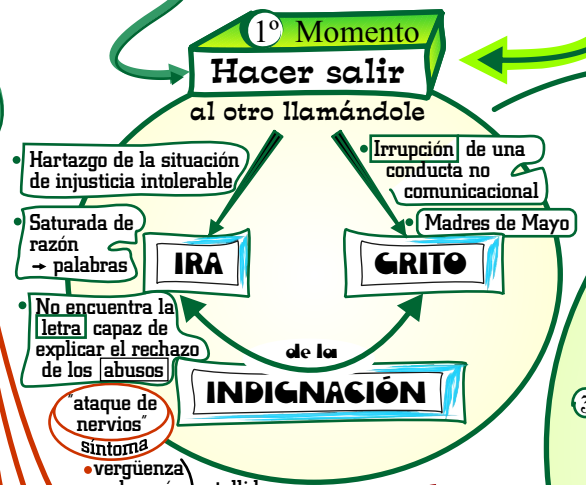 1º Momento
Hacer salir
al otro llamándole
• Hartazgo de la situación
de injusticia intolerable
• Saturada de
razón
→ palabras
• No encuentra la
letra capaz de
explicar el rechazo
de los abusos
"ataque de
nervios"
síntoma
• vergüenza
IRA
• Irrupción de una
conducta no
comunicacional
• Madres de Mayo
GRITO
de la
INDIGNACIÓN
3